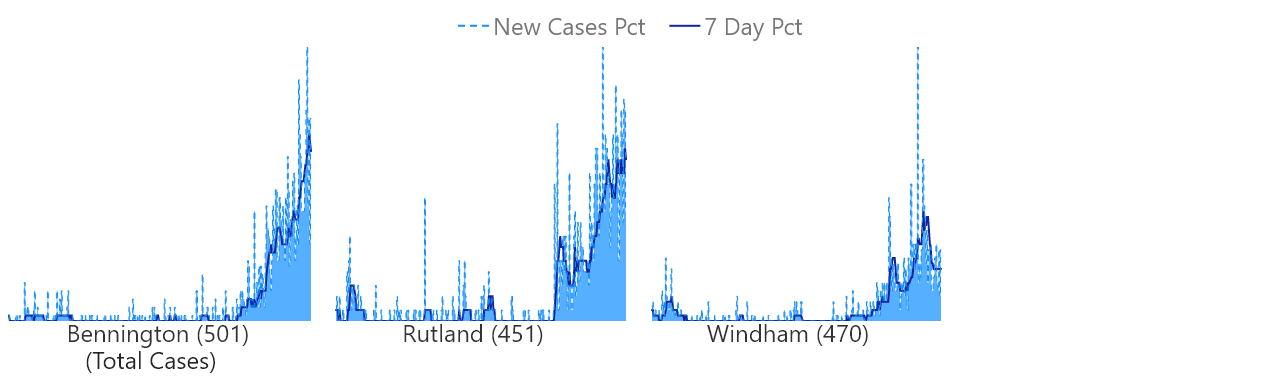 New Cases Pct 7 Day Pct
Bennington (501) Rutland (451) Windham (470)
(Total Cases)